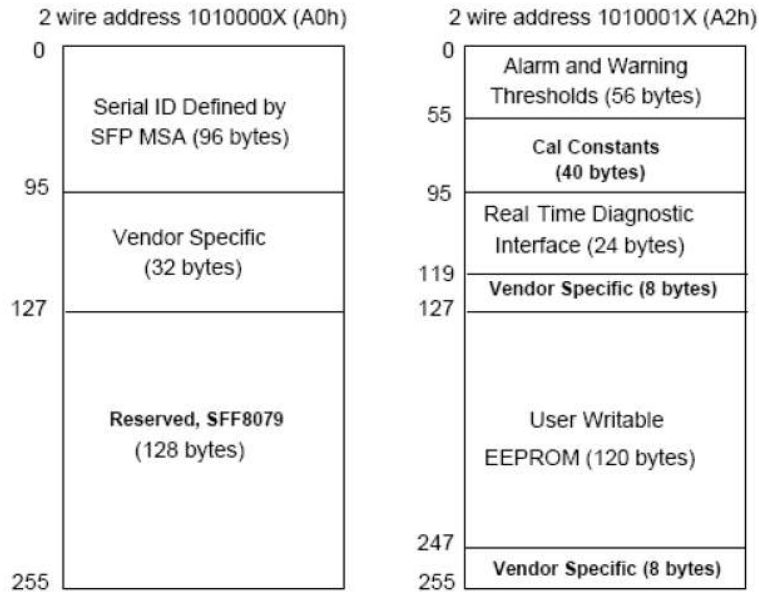 2 wire address 1010000X (A0h)
0
Serial ID Defined by
SFP MSA (96 bytes)
95
Vendor Specific
(32 bytes)
127
Reserved, SFF8079
(128 bytes)
255
2 wire address 1010001X (A2h)
0
Alarm and Warning
Thresholds (56 bytes)
55
Cal Constants
(40 bytes)
95
Real Time Diagnostic
Interface (24 bytes)
119
Vendor Specific (8 bytes)
127
User Writable
EEPROM (120 bytes)
247
Vendor Specific (8 bytes)
255